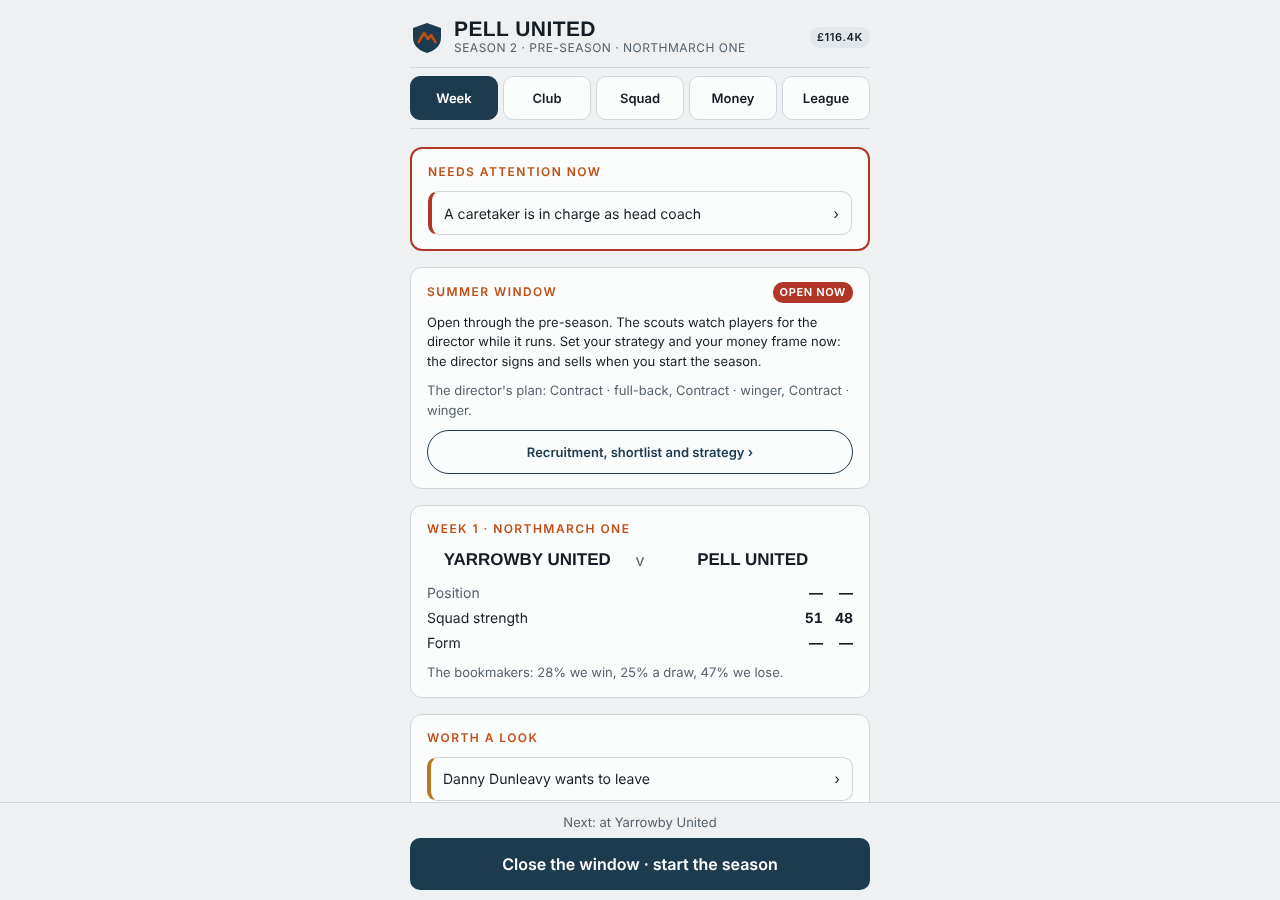 PELL UNITED
SEASON 2 · PRE-SEASON · NORTHMARCH ONE
£116.4K
Week
Club
Squad
Money
League
NEEDS ATTENTION NOW
A caretaker is in charge as head coach ›
SUMMER WINDOW
OPEN NOW
Open through the pre-season. The scouts watch players for the
director while it runs. Set your strategy and your money frame now:
the director signs and sells when you start the season.
The director's plan: Contract · full-back, Contract · winger, Contract ·
winger.
Recruitment, shortlist and strategy ›
WEEK 1 · NORTHMARCH ONE
YARROWBY UNITED v PELL UNITED
Position — —
Squad strength 51 48
Form — —
The bookmakers: 28% we win, 25% a draw, 47% we lose.
WORTH A LOOK
Danny Dunleavy wants to leave ›
Next: at Yarrowby United
Close the window · start the season